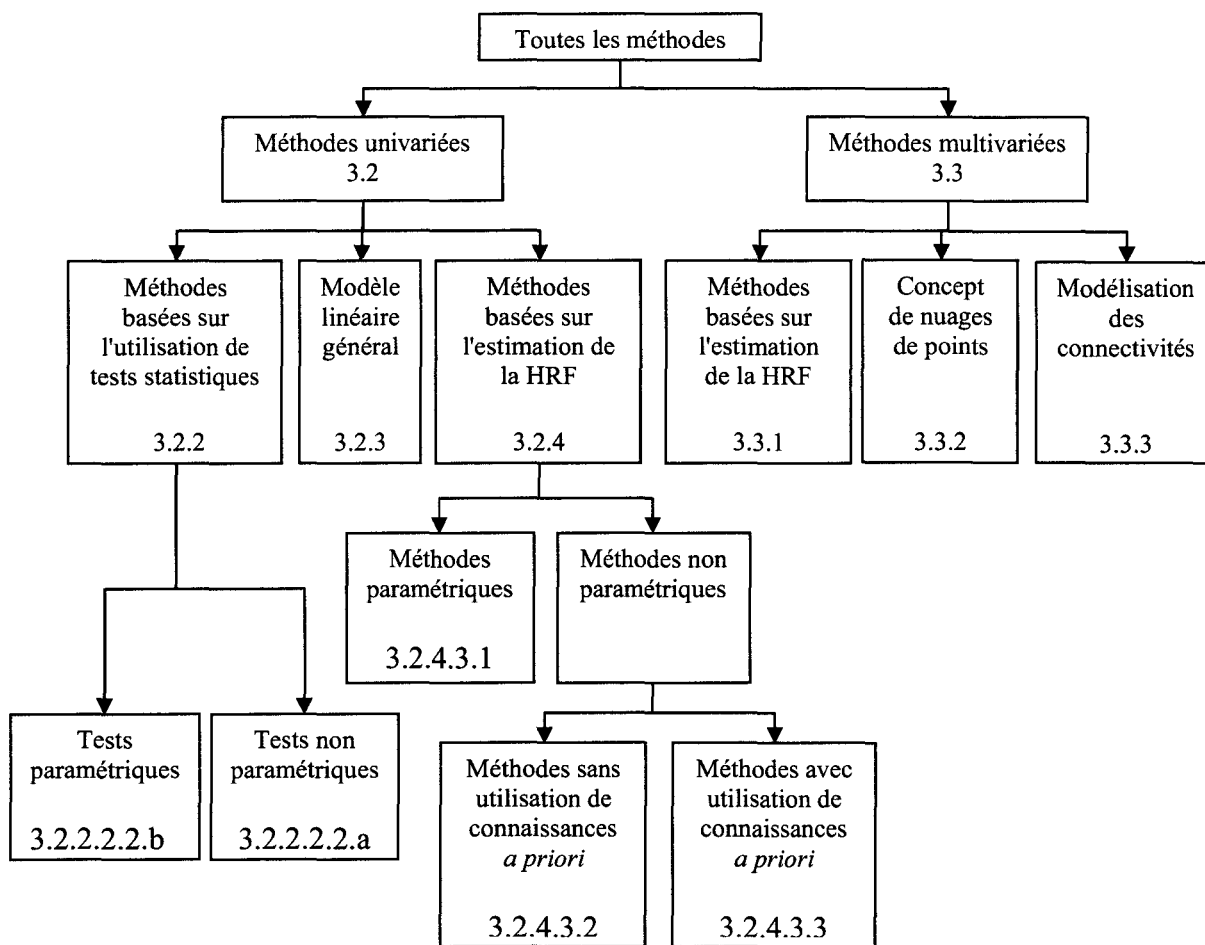 Toutes les méthodes
Méthodes univariées
3.2
Méthodes multivariées
3.3
Méthodes
basées sur
l'utilisation de
tests statistiques
3.2.2
Modèle
linéaire
général
3.2.3
Méthodes
basées sur
l'estimation de
la HRF
3.2.4
Méthodes
basées sur
l'estimation
de la HRF
3.3.1
Concept
de nuages
de points
3.3.2
Modélisation
des
connectivités
3.3.3
Méthodes
paramétriques
3.2.4.3.1
Méthodes non
paramétriques
Tests
paramétriques
3.2.2.2.2.b
Tests non
paramétriques
3.2.2.2.2.a
Méthodes sans
utilisation de
connaissances
a priori
3.2.4.3.2
Méthodes avec
utilisation de
connaissances
a priori
3.2.4.3.3